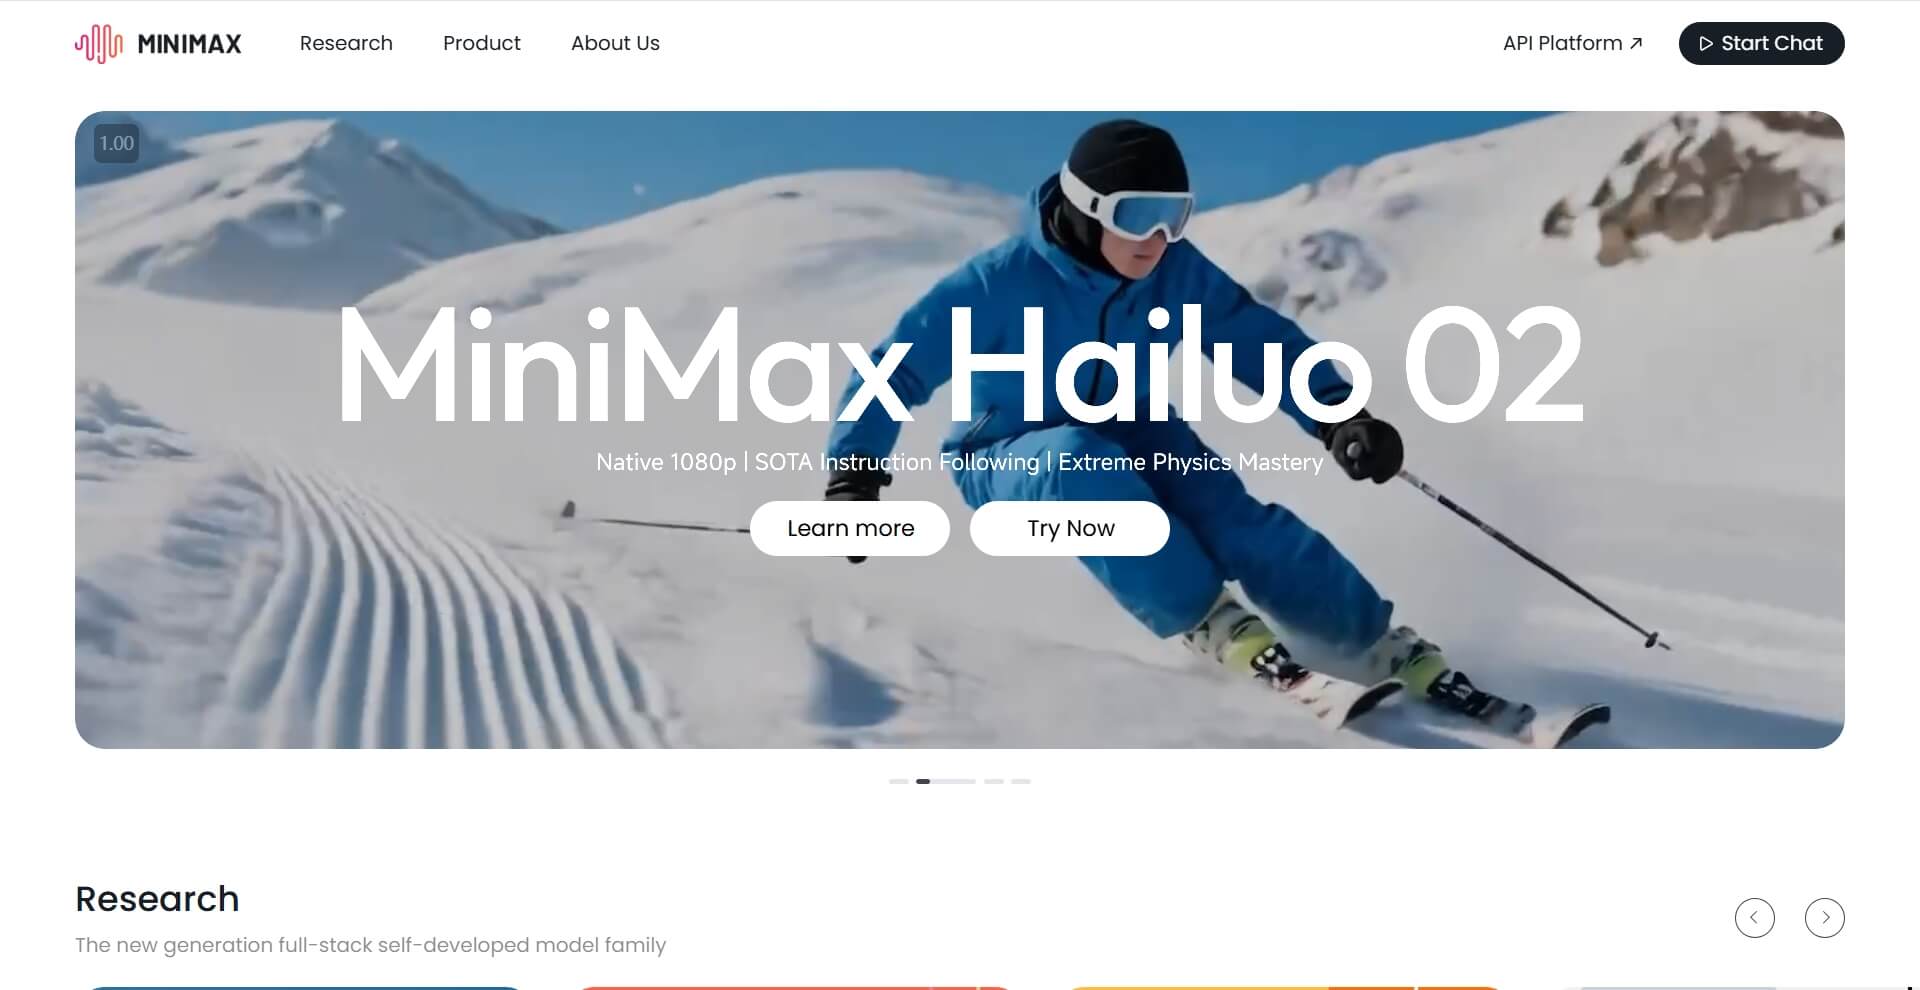 MINIMAX
Research
Product
About Us
API Platform
Start Chat
1.00
MiniMax Hailuo 02
Native 1080p | SOTA Instruction Following | Extreme Physics Mastery
Learn more
Try Now
Research
The new generation full-stack self-developed model family